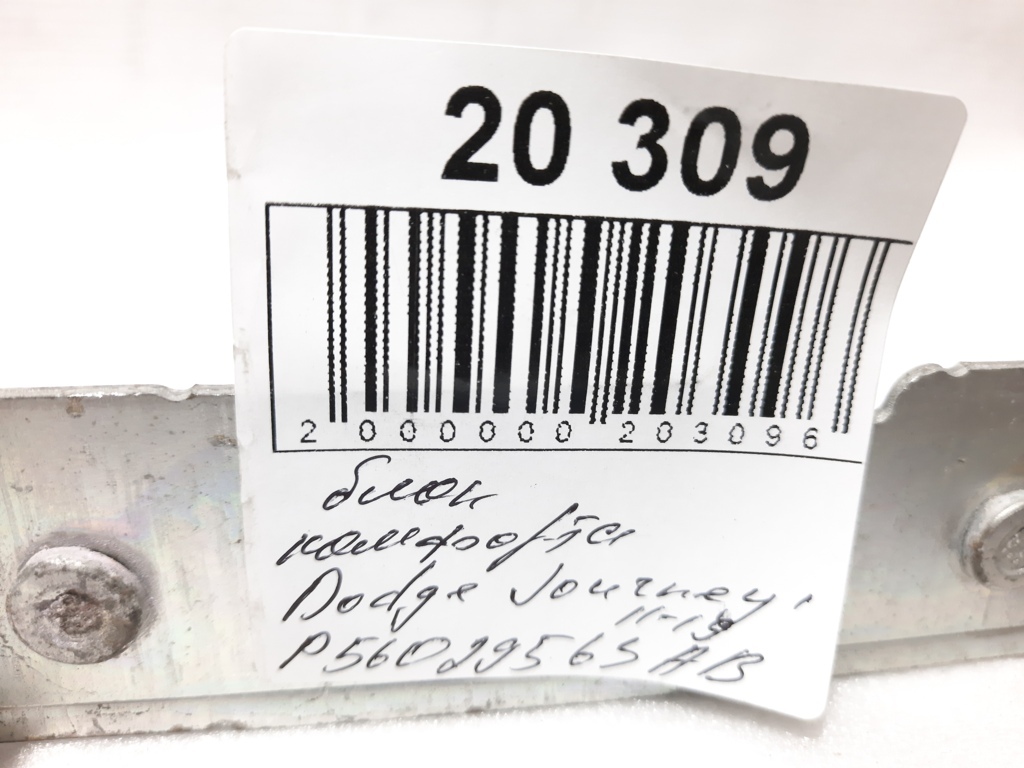 20 309
2 000000 203096
блок
комфорта
Dodge Journey,
11-19
P56029565AB